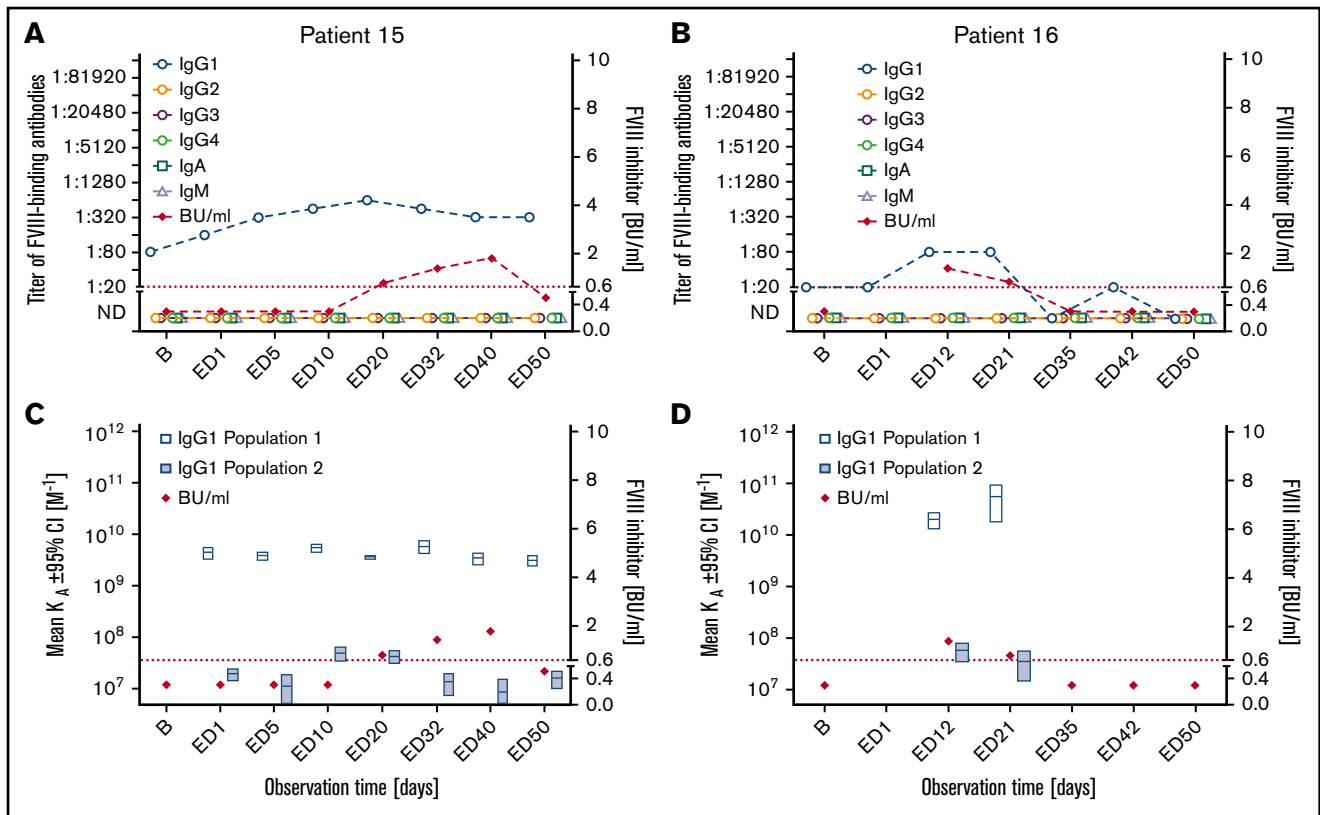 A
Patient 15
Titer of FVIII-binding antibodies
1:81920
1:20480
1:5120
1:1280
1:320
1:80
1:20
ND
IgG1
IgG2
IgG3
IgG4
IgA
IgM
BU/ml
10
8
6
4
2
0.6
0.4
0.0
FVIII inhibitor [BU/ml]
B
ED1
ED5
ED10
ED20
ED32
ED40
ED50
B
Patient 16
Titer of FVIII-binding antibodies
1:81920
1:20480
1:5120
1:1280
1:320
1:80
1:20
ND
IgG1
IgG2
IgG3
IgG4
IgA
IgM
BU/ml
10
8
6
4
2
0.6
0.4
0.0
FVIII inhibitor [BU/ml]
B
ED1
ED12
ED21
ED35
ED42
ED50
C
Mean K A ±95% CI [M⁻¹]
10¹²
10¹¹
10¹⁰
10⁹
10⁸
10⁷
IgG1 Population 1
IgG1 Population 2
BU/ml
10
8
6
4
2
0.6
0.4
0.0
FVIII inhibitor [BU/ml]
B
ED1
ED5
ED10
ED20
ED32
ED40
ED50
Observation time [days]
D
Mean K A ±95% CI [M⁻¹]
10¹²
10¹¹
10¹⁰
10⁹
10⁸
10⁷
IgG1 Population 1
IgG1 Population 2
BU/ml
10
8
6
4
2
0.6
0.4
0.0
FVIII inhibitor [BU/ml]
B
ED1
ED12
ED21
ED35
ED42
ED50
Observation time [days]